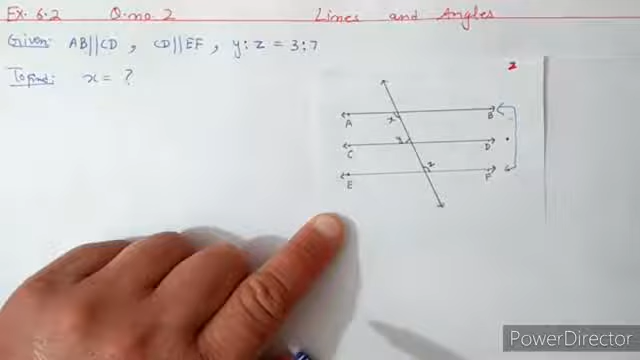 Ex. 6.2 Q.no. 2 Lines and Angles
Given: AB||CD , CD||EF , y:z = 3:7
To find: x = ?
z
A x B
C y D
E z F
PowerDirector